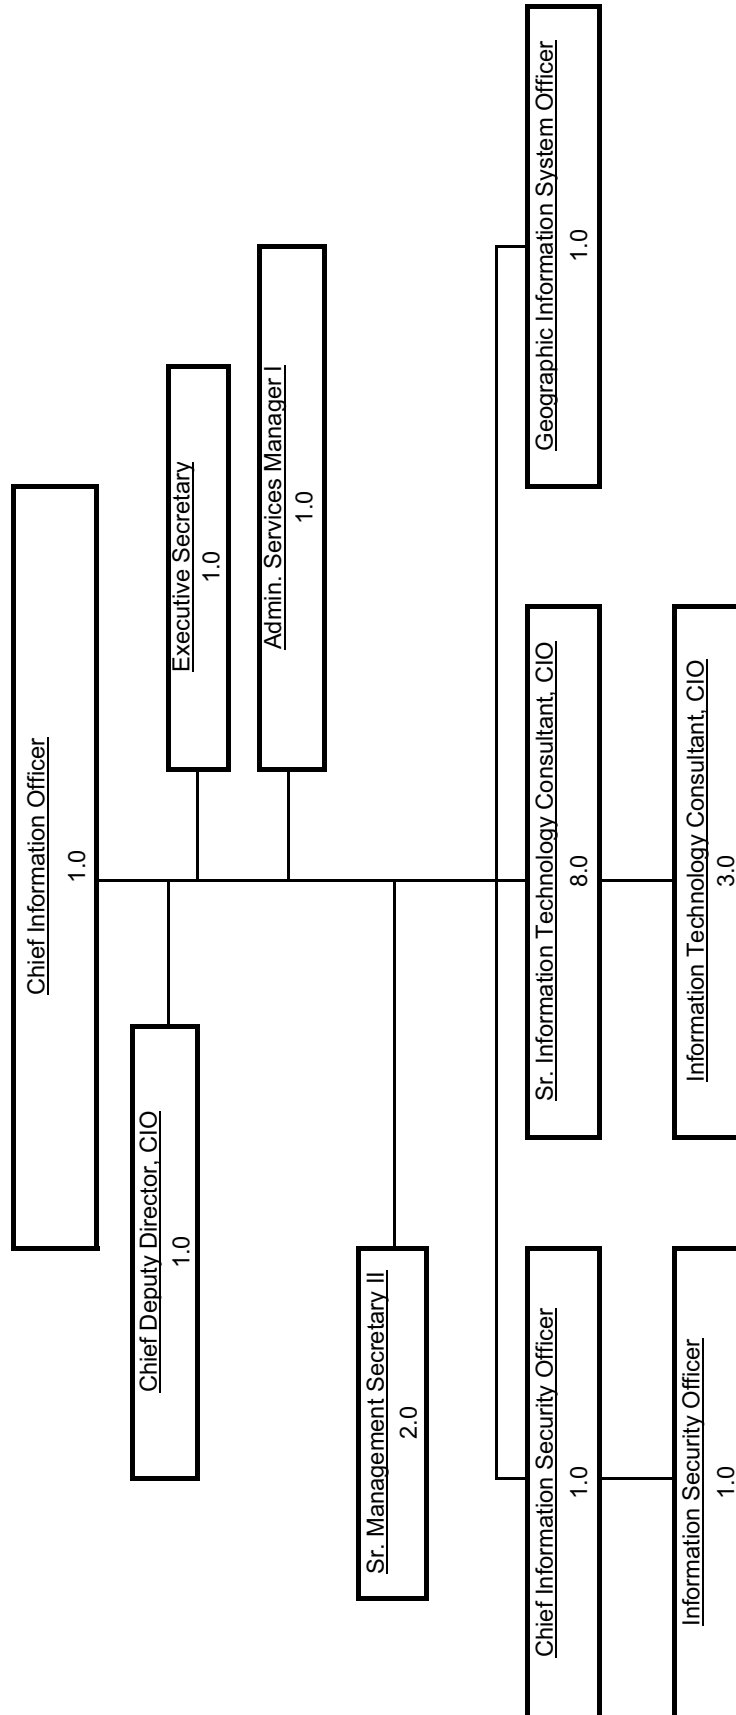 Chief Information Officer
1.0
Chief Deputy Director, CIO
1.0
Executive Secretary
1.0
Admin. Services Manager I
1.0
Sr. Management Secretary II
2.0
Chief Information Security Officer
1.0
Sr. Information Technology Consultant, CIO
8.0
Geographic Information System Officer
1.0
Information Security Officer
1.0
Information Technology Consultant, CIO
3.0